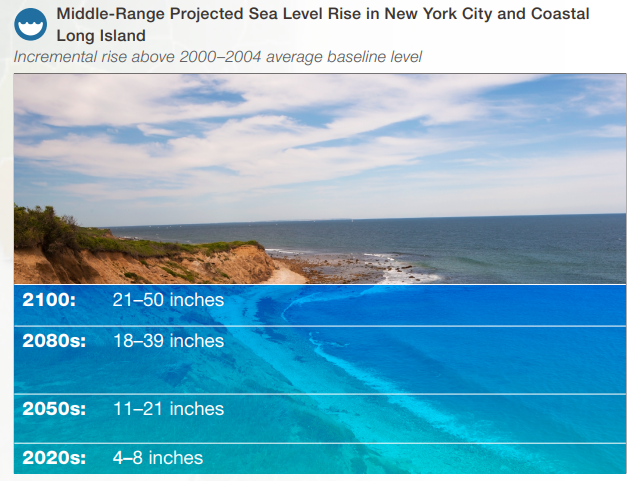 Middle-Range Projected Sea Level Rise in New York City and Coastal
Long Island
Incremental rise above 2000–2004 average baseline level
2100: 21–50 inches
2080s: 18–39 inches
2050s: 11–21 inches
2020s: 4–8 inches